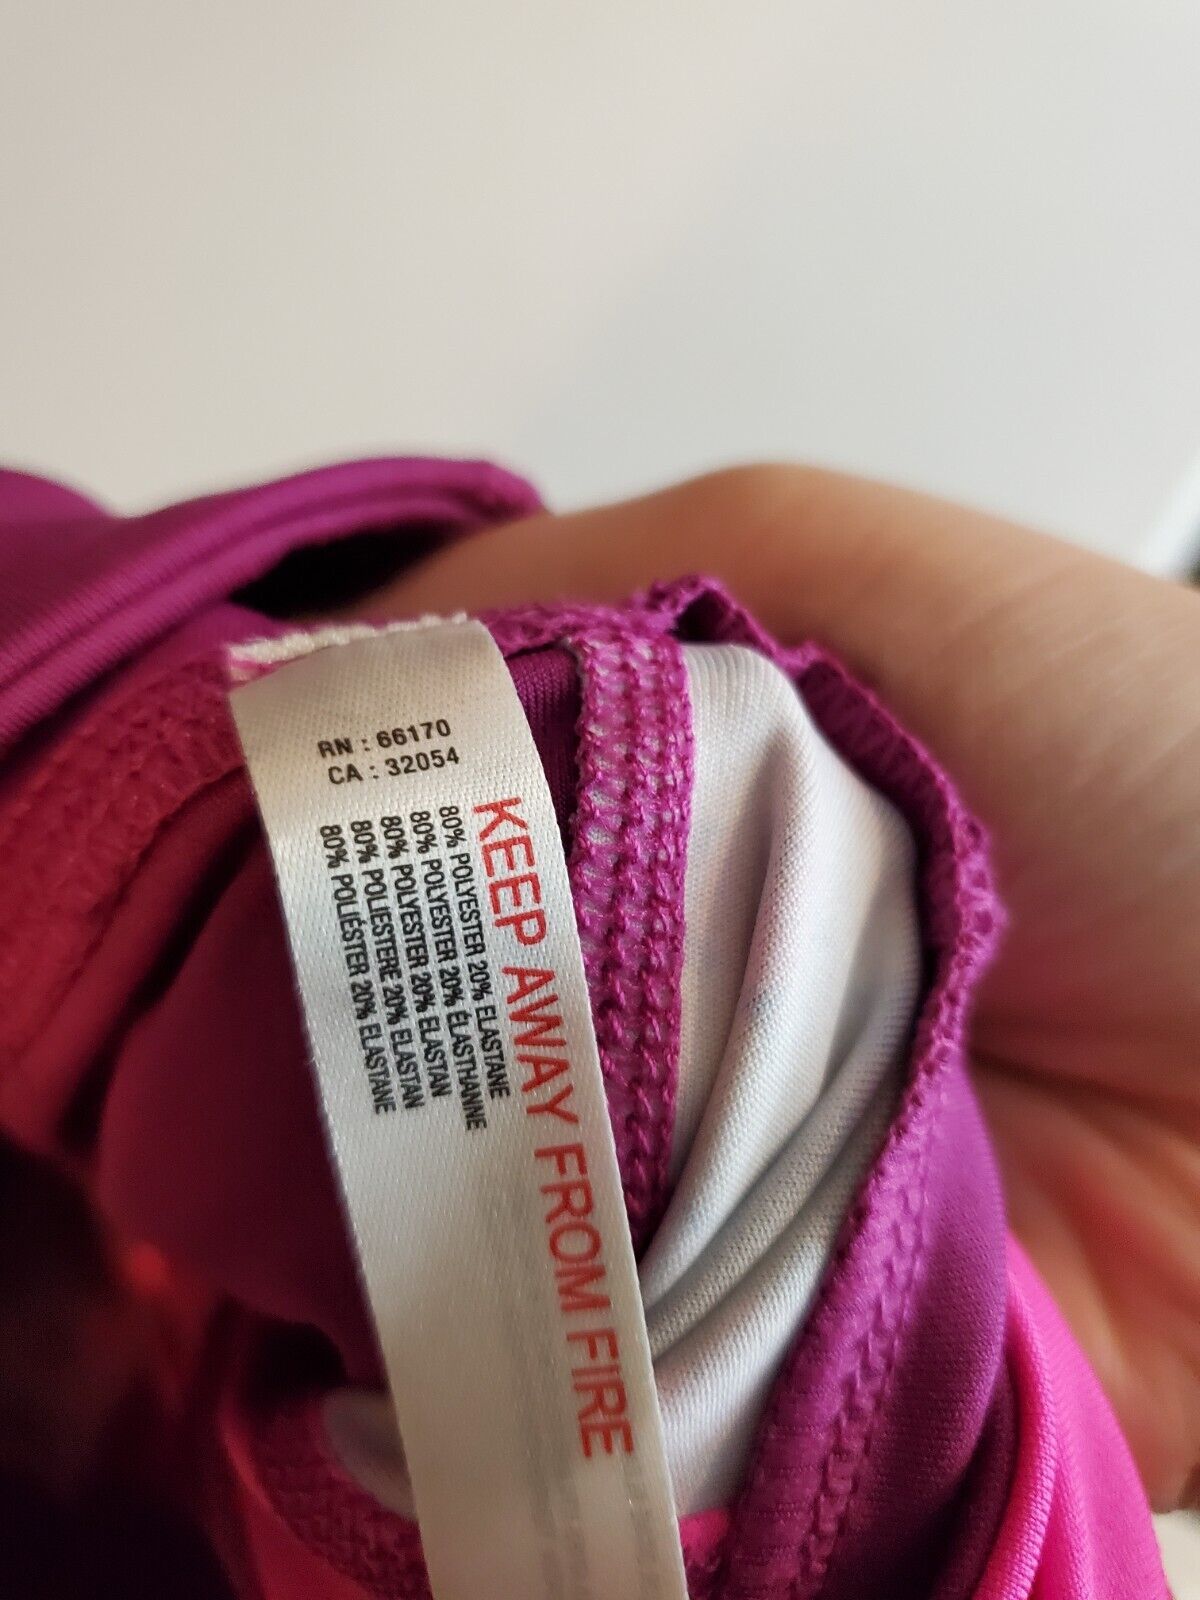 RN : 66170
CA : 32054
KEEP AWAY FROM FIRE
80% POLYESTER 20% ELASTANE
80% POLYESTER 20% ÉLASTHANNE
80% POLYESTER 20% ELASTAN
80% POLIESTERE 20% ELASTAN
80% POLIÉSTER 20% ELASTANE